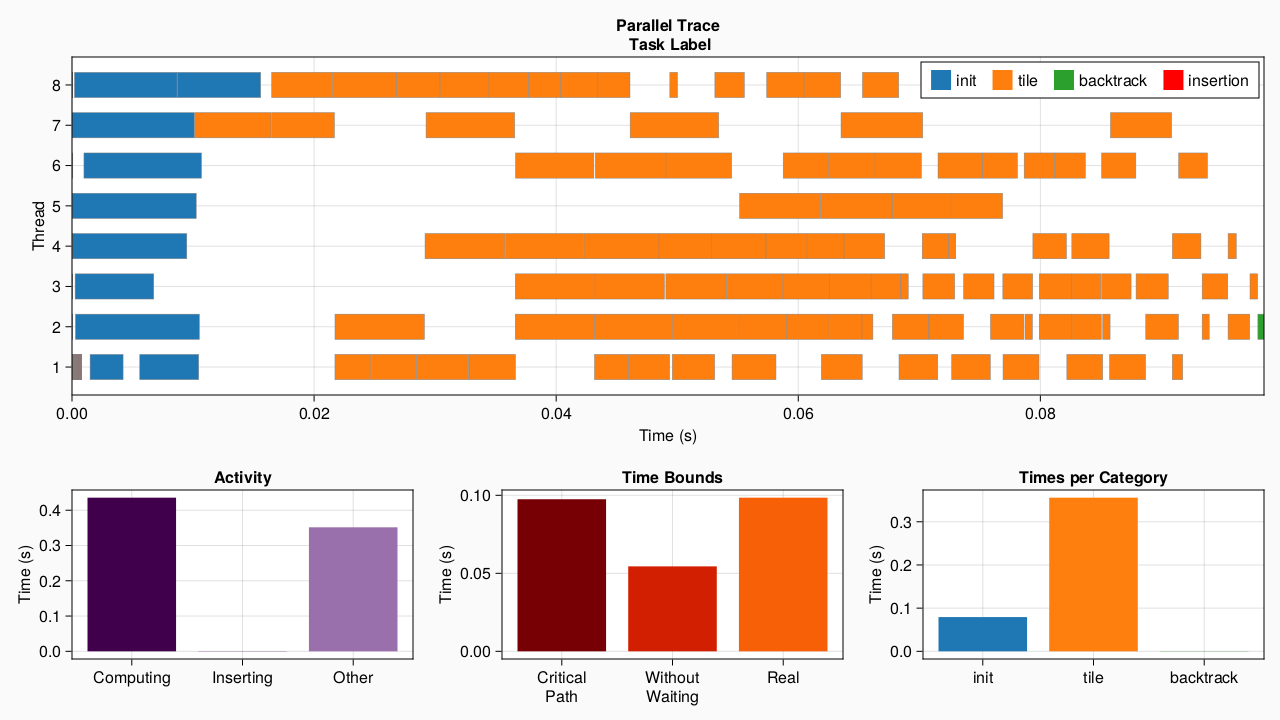 Parallel Trace
Task Label
Thread
8
7
6
5
4
3
2
1
init
tile
backtrack
insertion
0.00
0.02
0.04
0.06
0.08
Time (s)
Activity
Time (s)
0.4
0.3
0.2
0.1
0.0
Computing
Inserting
Other
Time Bounds
Time (s)
0.10
0.05
0.00
Critical
Path
Without
Waiting
Real
Times per Category
Time (s)
0.3
0.2
0.1
0.0
init
tile
backtrack